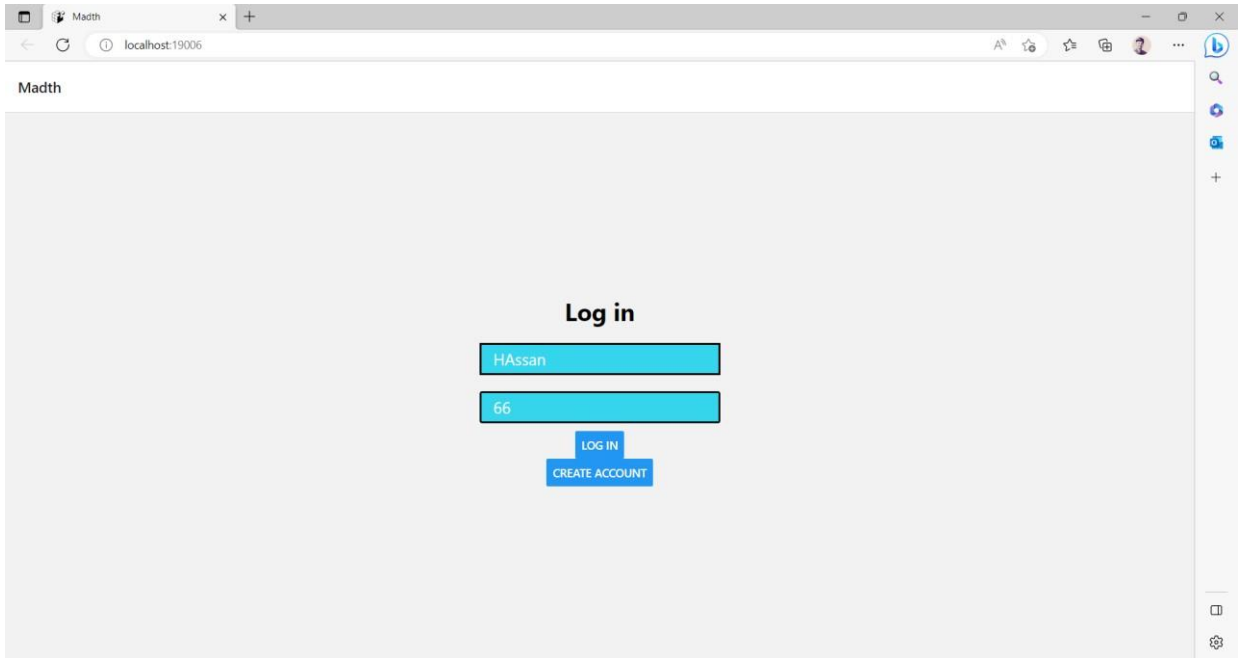 Madth
localhost:19006
Madth
Log in
HAssan
66
LOG IN
CREATE ACCOUNT